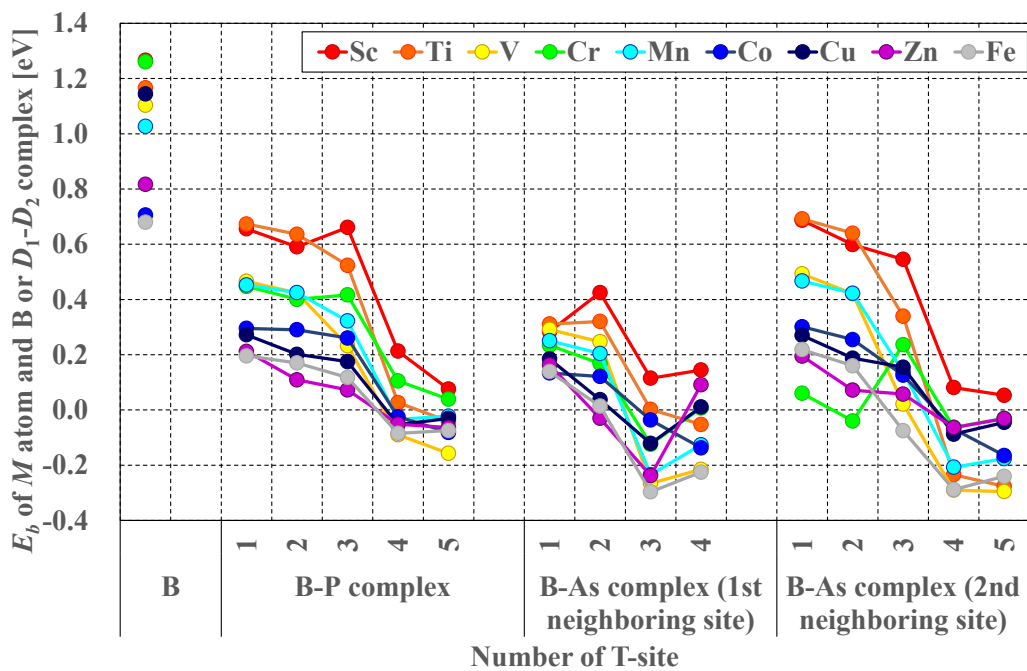 E_b of M atom and B or D₁-D₂ complex [eV]
1.4
1.2
1.0
0.8
0.6
0.4
0.2
0.0
-0.2
-0.4
Sc Ti V Cr Mn Co Cu Zn Fe
1 2 3 4 5 1 2 3 4 1 2 3 4 5
B B-P complex B-As complex (1st neighboring site) B-As complex (2nd neighboring site)
Number of T-site